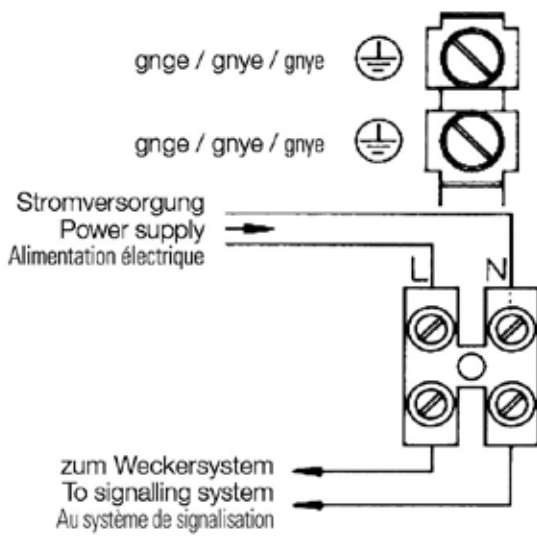 gnge / gnye / gnye
gnge / gnye / gnye
Stromversorgung
Power supply
Alimentation électrique
L N
zum Weckersystem
To signalling system
Au système de signalisation